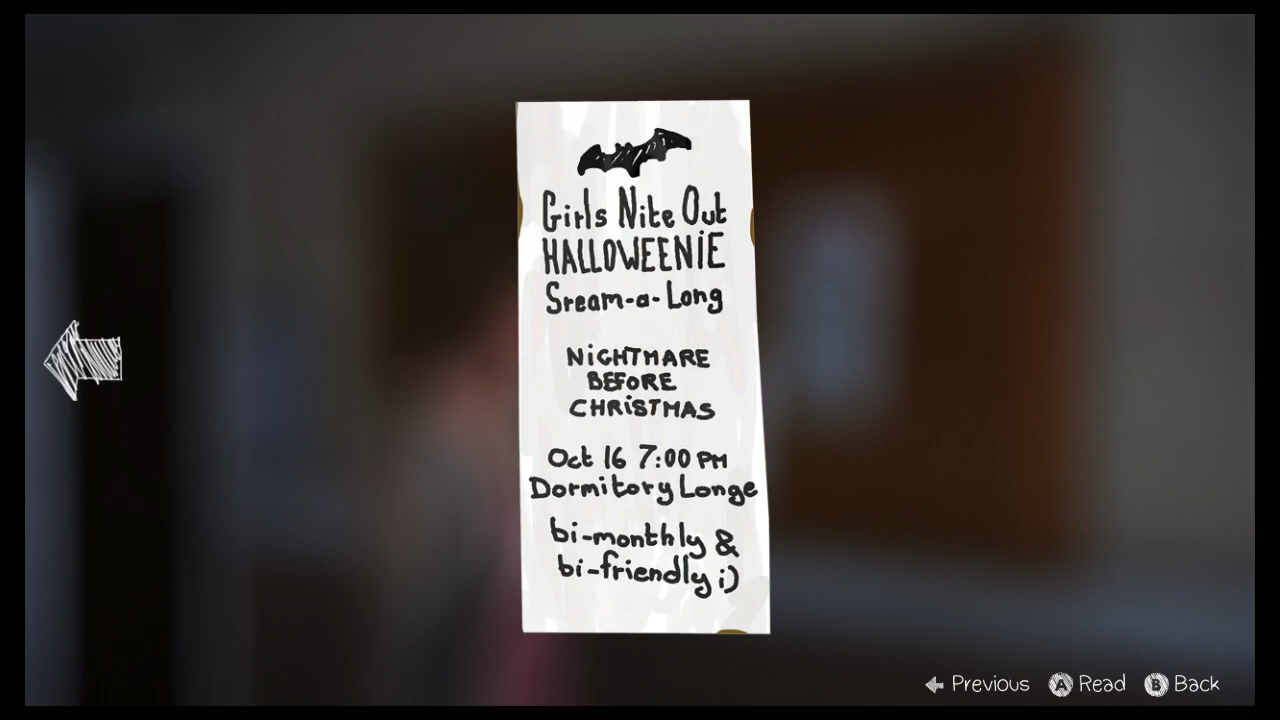 Girls Nite Out
HALLOWEENiE
Sream-a-Long
NiGHTMARE
BEFORE
CHRiSTMAS
Oct 16 7:00 PM
Dormitory Longe
bi-monthly &
bi-friendly ;)
Previous A Read B Back